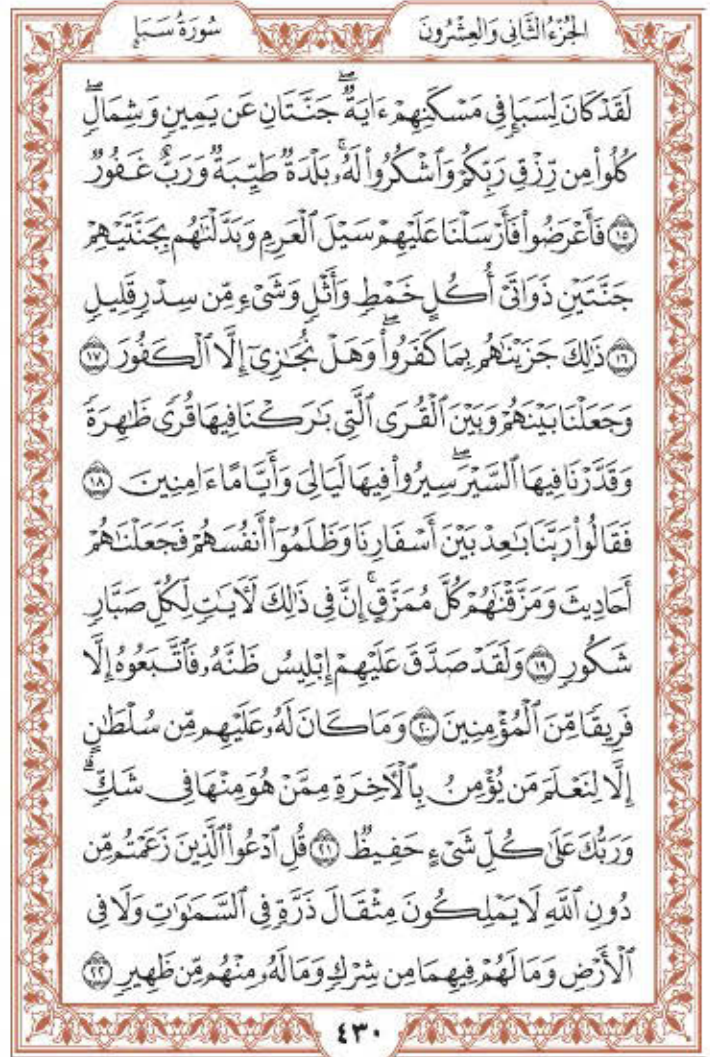 سُورَةُ سَبَإٍ
الجُزْءُ الثَّانِي وَالعِشْرُونَ
لَقَدْ كَانَ لِسَبَإٖ فِي مَسْكَنِهِمْ ءَايَةٌۖ جَنَّتَانِ عَن يَمِينٖ وَشِمَالٖۖ
كُلُواْ مِن رِّزْقِ رَبِّكُمْ وَٱشْكُرُواْ لَهُۥۚ بَلْدَةٞ طَيِّبَةٞ وَرَبٌّ غَفُورٞ
١٥ فَأَعْرَضُواْ فَأَرْسَلْنَا عَلَيْهِمْ سَيْلَ ٱلْعَرِمِ وَبَدَّلْنَٰهُم بِجَنَّتَيْهِمْ
جَنَّتَيْنِ ذَوَاتَيْ أُكُلٍ خَمْطٖ وَأَثْلٖ وَشَيْءٖ مِّن سِدْرٖ قَلِيلٖ
١٦ ذَٰلِكَ جَزَيْنَٰهُم بِمَا كَفَرُواْۖ وَهَلْ نُجَٰزِيٓ إِلَّا ٱلْكَفُورَ ١٧
وَجَعَلْنَا بَيْنَهُمْ وَبَيْنَ ٱلْقُرَى ٱلَّتِي بَٰرَكْنَا فِيهَا قُرٗى ظَٰهِرَةٗ
وَقَدَّرْنَا فِيهَا ٱلسَّيْرَۖ سِيرُواْ فِيهَا لَيَالِيَ وَأَيَّامًا ءَامِنِينَ ١٨
فَقَالُواْ رَبَّنَا بَٰعِدْ بَيْنَ أَسْفَارِنَا وَظَلَمُوٓاْ أَنفُسَهُمْ فَجَعَلْنَٰهُمْ
أَحَادِيثَ وَمَزَّقْنَٰهُمْ كُلَّ مُمَزَّقٍۚ إِنَّ فِي ذَٰلِكَ لَأٓيَٰتٖ لِّكُلِّ صَبَّارٖ
شَكُورٖ ١٩ وَلَقَدْ صَدَّقَ عَلَيْهِمْ إِبْلِيسُ ظَنَّهُۥ فَٱتَّبَعُوهُ إِلَّا
فَرِيقٗا مِّنَ ٱلْمُؤْمِنِينَ ٢٠ وَمَا كَانَ لَهُۥ عَلَيْهِم مِّن سُلْطَٰنٍ
إِلَّا لِنَعْلَمَ مَن يُؤْمِنُ بِٱلْأٓخِرَةِ مِمَّنْ هُوَ مِنْهَا فِي شَكّٖۗ
وَرَبُّكَ عَلَىٰ كُلِّ شَيْءٍ حَفِيظٞ ٢١ قُلِ ٱدْعُواْ ٱلَّذِينَ زَعَمْتُم مِّن
دُونِ ٱللَّهِ لَا يَمْلِكُونَ مِثْقَالَ ذَرَّةٖ فِي ٱلسَّمَٰوَٰتِ وَلَا فِي
ٱلْأَرْضِ وَمَا لَهُمْ فِيهِمَا مِن شِرْكٖ وَمَا لَهُۥ مِنْهُم مِّن ظَهِيرٖ ٢٢
٤٣٠